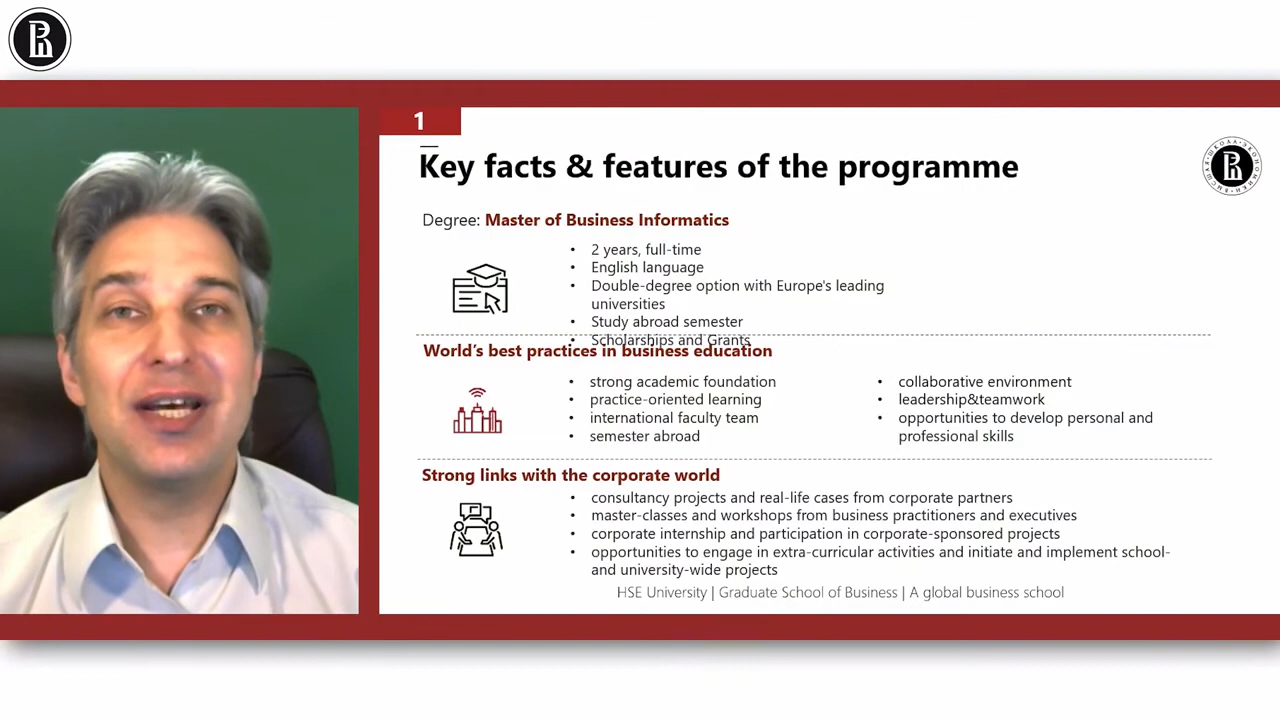 1
Key facts & features of the programme
Degree: Master of Business Informatics
• 2 years, full-time
• English language
• Double-degree option with Europe's leading
universities
• Study abroad semester
• Scholarships and Grants
World's best practices in business education
• strong academic foundation
• practice-oriented learning
• international faculty team
• semester abroad
• collaborative environment
• leadership&teamwork
• opportunities to develop personal and
professional skills
Strong links with the corporate world
• consultancy projects and real-life cases from corporate partners
• master-classes and workshops from business practitioners and executives
• corporate internship and participation in corporate-sponsored projects
• opportunities to engage in extra-curricular activities and initiate and implement school-
and university-wide projects
HSE University | Graduate School of Business | A global business school
ВЫСШАЯ ШКОЛА ЭКОНОМИКИ